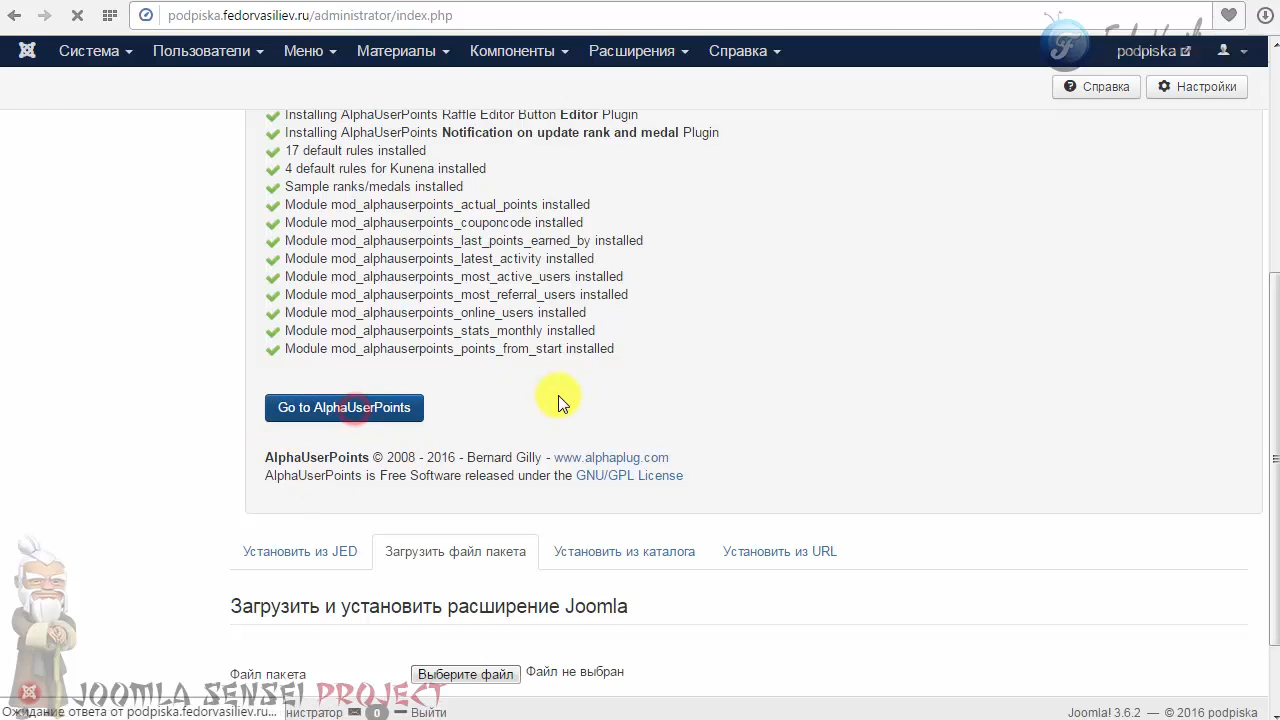 podpiska.fedorvasiliev.ru/administrator/index.php
Система Пользователи Меню Материалы Компоненты Расширения Справка podpiska
Справка Настройки
Installing AlphaUserPoints Raffle Editor Button Editor Plugin
Installing AlphaUserPoints Notification on update rank and medal Plugin
17 default rules installed
4 default rules for Kunena installed
Sample ranks/medals installed
Module mod_alphauserpoints_actual_points installed
Module mod_alphauserpoints_couponcode installed
Module mod_alphauserpoints_last_points_earned_by installed
Module mod_alphauserpoints_latest_activity installed
Module mod_alphauserpoints_most_active_users installed
Module mod_alphauserpoints_most_referral_users installed
Module mod_alphauserpoints_online_users installed
Module mod_alphauserpoints_stats_monthly installed
Module mod_alphauserpoints_points_from_start installed
Go to AlphaUserPoints
AlphaUserPoints © 2008 - 2016 - Bernard Gilly - www.alphaplug.com
AlphaUserPoints is Free Software released under the GNU/GPL License
Установить из JED Загрузить файл пакета Установить из каталога Установить из URL
Загрузить и установить расширение Joomla
Файл пакета Выберите файл Файл не выбран
JOOMLA SENSEI PROJECT
Ожидание ответа от podpiska.fedorvasiliev.ru... нистратор 0 Выйти Joomla! 3.6.2 — © 2016 podpiska